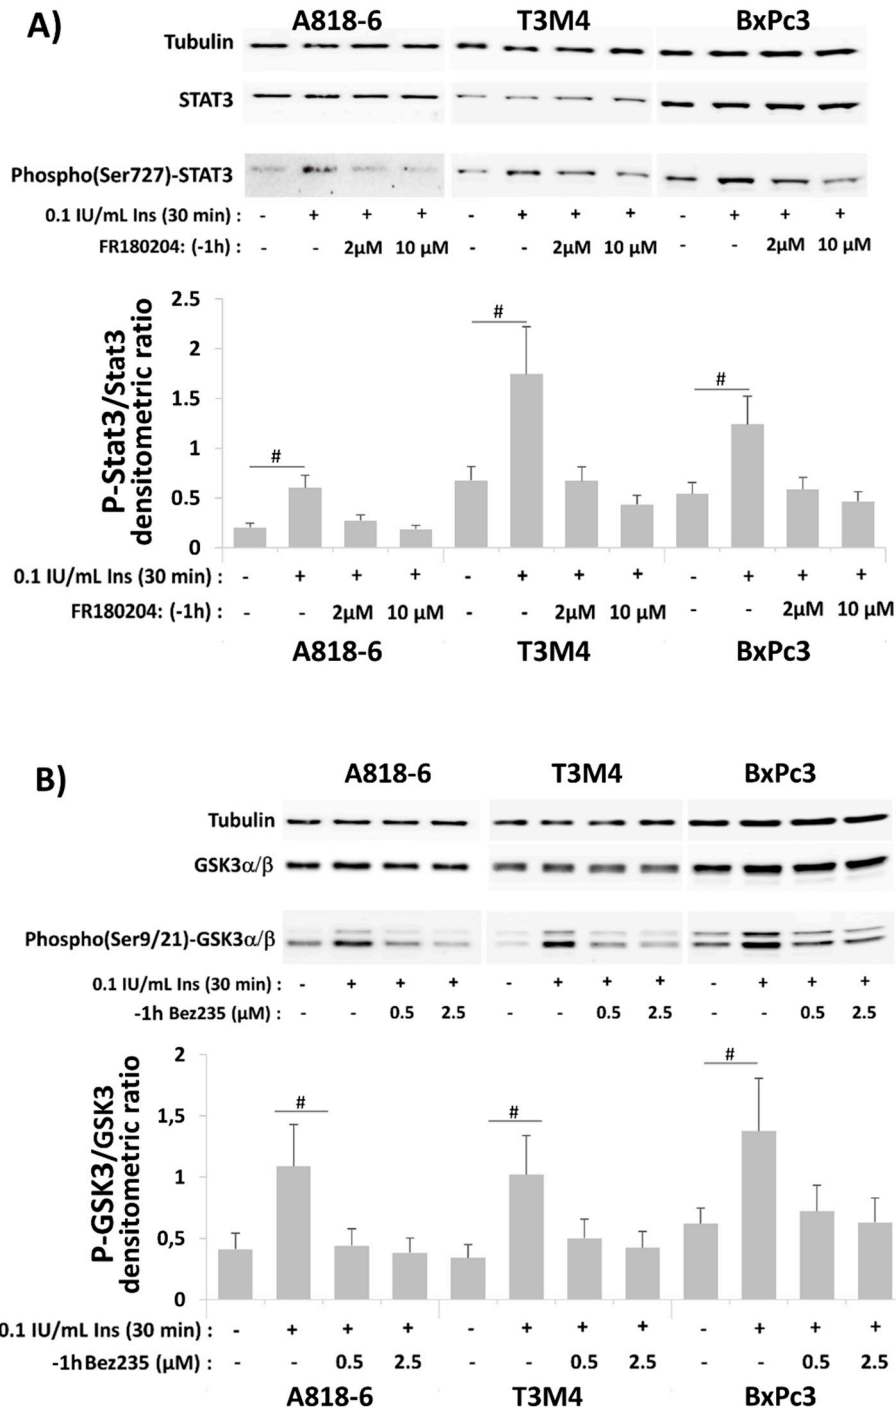 A)
A818-6 T3M4 BxPc3
Tubulin
STAT3
Phospho(Ser727)-STAT3
0.1 IU/mL Ins (30 min) : - + + + - + + + - + + +
FR180204: (-1h) - - 2µM 10 µM - - 2µM 10 µM - - 2µM 10 µM
P-Stat3/Stat3
densitometric ratio
2.5
2
1.5
1
0.5
0
# # #
0.1 IU/mL Ins (30 min) : - + + + - + + + - + + +
FR180204: (-1h) - - 2µM 10 µM - - 2µM 10 µM - - 2µM 10 µM
A818-6 T3M4 BxPc3
B)
A818-6 T3M4 BxPc3
Tubulin
GSK3α/β
Phospho(Ser9/21)-GSK3α/β
0.1 IU/mL Ins (30 min) : - + + + - + + + - + + +
-1h Bez235 (µM) : - - 0.5 2.5 - - 0.5 2.5 - - 0.5 2.5
P-GSK3/GSK3
densitometric ratio
2
1,5
1
0,5
0
# # #
0.1 IU/mL Ins (30 min) : - + + + - + + + - + + +
-1h Bez235 (µM) : - - 0.5 2.5 - - 0.5 2.5 - - 0.5 2.5
A818-6 T3M4 BxPc3